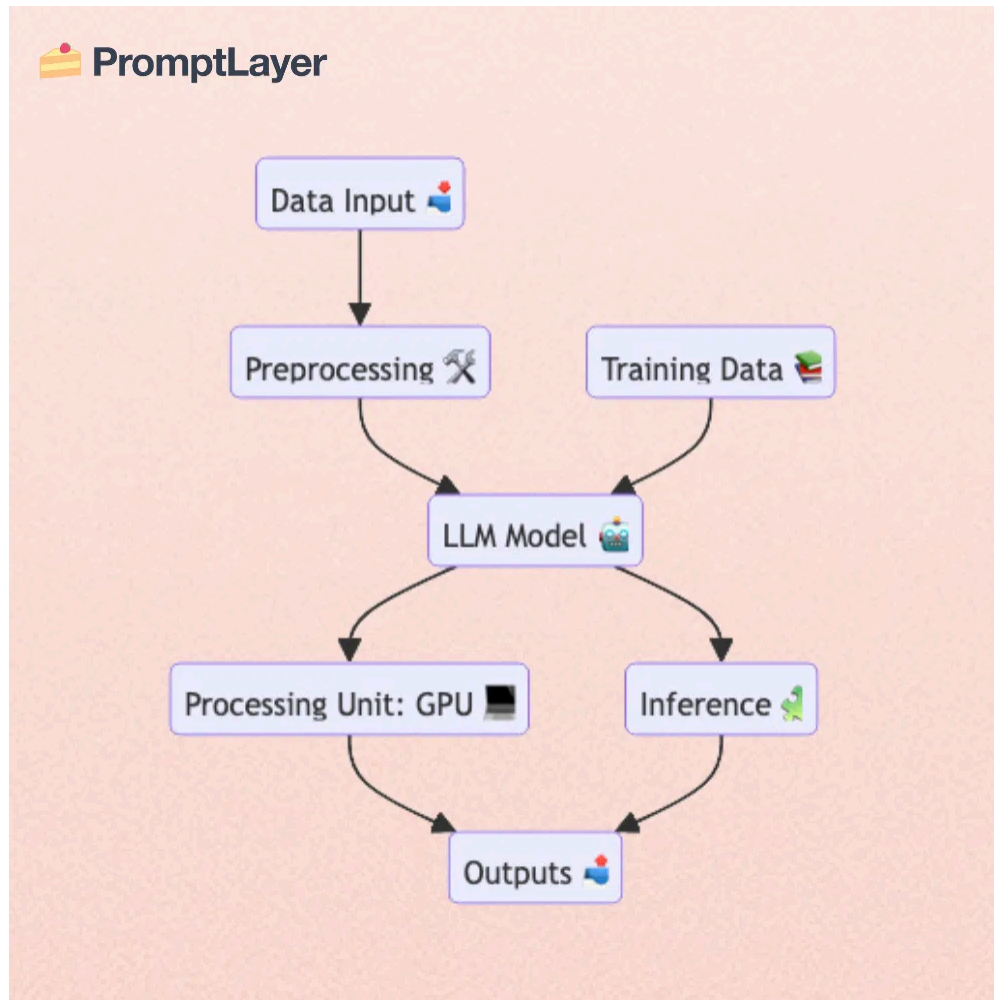 PromptLayer
Data Input
Preprocessing
Training Data
LLM Model
Processing Unit: GPU
Inference
Outputs